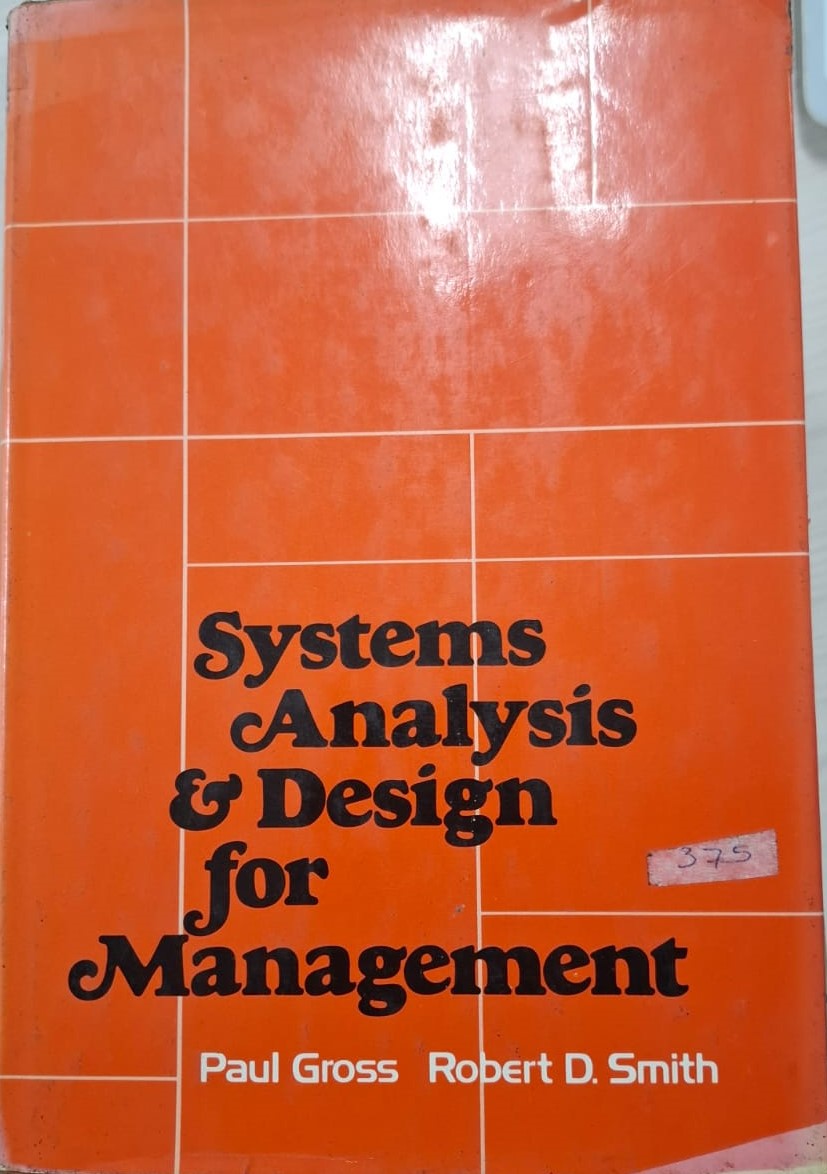 Systems
Analysis
& Design
for
Management
375
Paul Gross Robert D. Smith